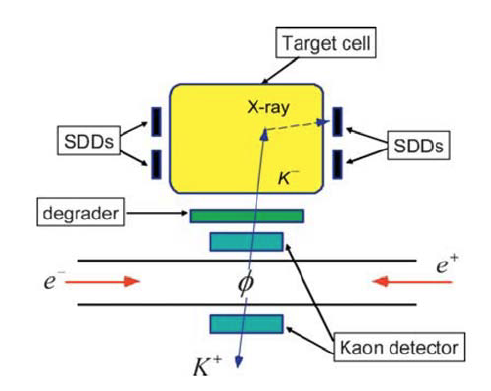 Target cell
X-ray
SDDs
SDDs
K⁻
degrader
e⁻
ϕ
e⁺
Kaon detector
K⁺